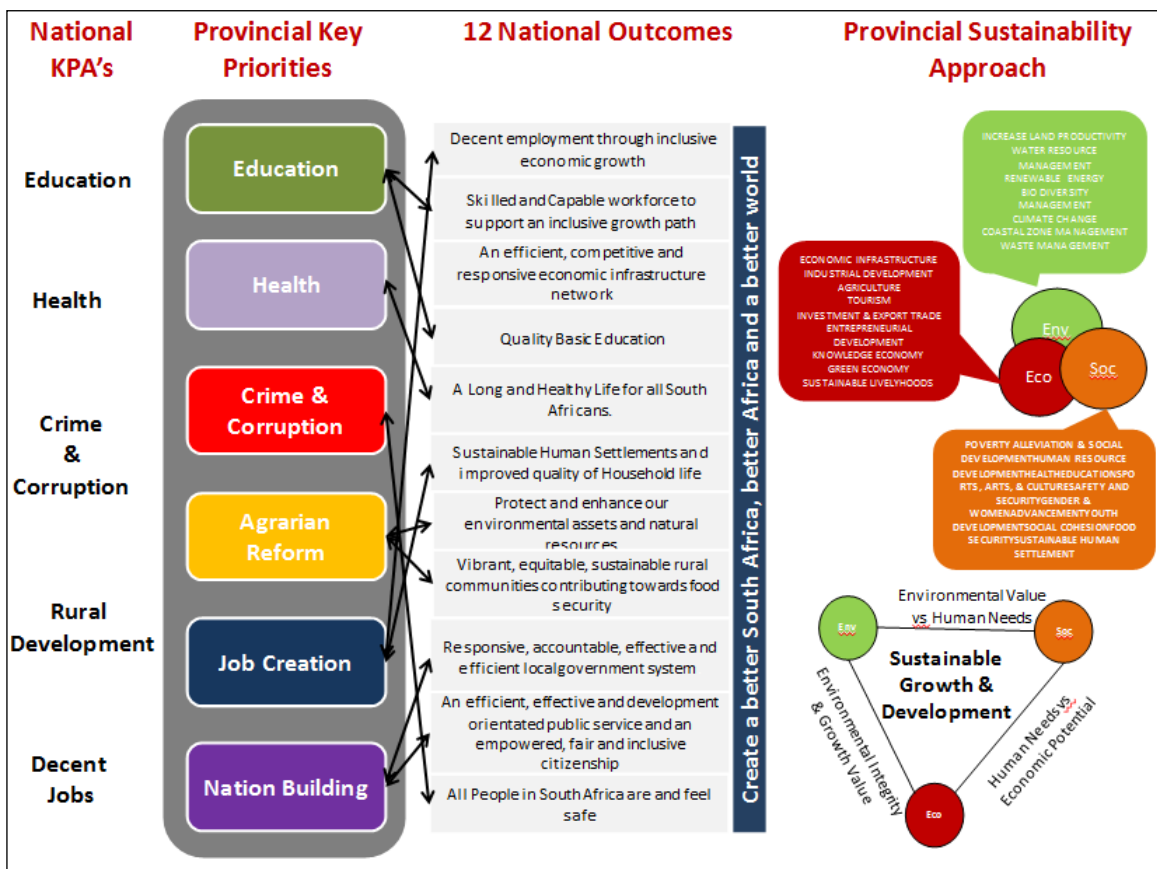 National
KPA's
Education
Health
Crime
&
Corruption
Rural
Development
Decent
Jobs
Provincial Key
Priorities
Education
Health
Crime &
Corruption
Agrarian
Reform
Job Creation
Nation Building
12 National Outcomes
Decent employment through inclusive
economic growth
Skilled and Capable workforce to
support an inclusive growth path
An efficient, competitive and
responsive economic infrastructure
network
Quality Basic Education
A Long and Healthy Life for all South
Africans.
Sustainable Human Settlements and
improved quality of Household life
Protect and enhance our
environmental assets and natural
resources
Vibrant, equitable, sustainable rural
communities contributing towards food
security
Responsive, accountable, effective and
efficient local government system
An efficient, effective and development
orientated public service and an
empowered, fair and inclusive
citizenship
All People in South Africa are and feel
safe
Create a better South Africa, better Africa and a better world
Provincial Sustainability
Approach
INCREASE LAND PRODUCTIVITY
WATER RESOURCE
MANAGEMENT
RENEWABLE ENERGY
BIO DIVERSITY
MANAGEMENT
CLIMATE CHANGE
COASTAL ZONE MANAGEMENT
WASTE MANAGEMENT
ECONOMIC INFRASTRUCTURE
INDUSTRIAL DEVELOPMENT
AGRICULTURE
TOURISM
INVESTMENT & EXPORT TRADE
ENTREPRENEURIAL
DEVELOPMENT
KNOWLEDGE ECONOMY
GREEN ECONOMY
SUSTAINABLE LIVELYHOODS
Env
Eco
Soc
POVERTY ALLEVIATION & SOCIAL
DEVELOPMENTHUMAN RESOURCE
DEVELOPMENTHEALTHEDUCATIONSPO
RTS, ARTS, & CULTURESAFETY AND
SECURITYGENDER &
WOMENADVANCEMENTYOUTH
DEVELOPMENTSOCIAL COHESIONFOOD
SECURITYSUSTAINABLE HUMAN
SETTLEMENT
Environmental Value
vs Human Needs
Env
Soc
Sustainable
Growth &
Development
Environmental Integrity
& Growth Value
Human Needs vs
Economic Potential
Eco